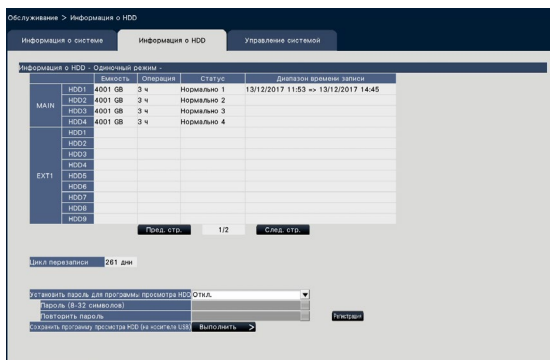 Обслуживание > Информация о HDD
Информация о системе Информация о HDD Управление системой
Информация о HDD - Одиночный режим -
Емкость Операция Статус Диапазон времени записи
MAIN
HDD1 4001 GB 3 ч Нормально 1 13/12/2017 11:53 => 13/12/2017 14:45
HDD2 4001 GB 3 ч Нормально 2
HDD3 4001 GB 3 ч Нормально 3
HDD4 4001 GB 3 ч Нормально 4
EXT1
HDD1
HDD2
HDD3
HDD4
HDD5
HDD6
HDD7
HDD8
HDD9
Пред. стр. 1/2 След. стр.
Цикл перезаписи 261 дни
Установить пароль для программы просмотра HDD Откл.
Пароль (8-32 символов)
Повторить пароль Регистрация
Сохранить программу просмотра HDD (на носителе USB) Выполнить >